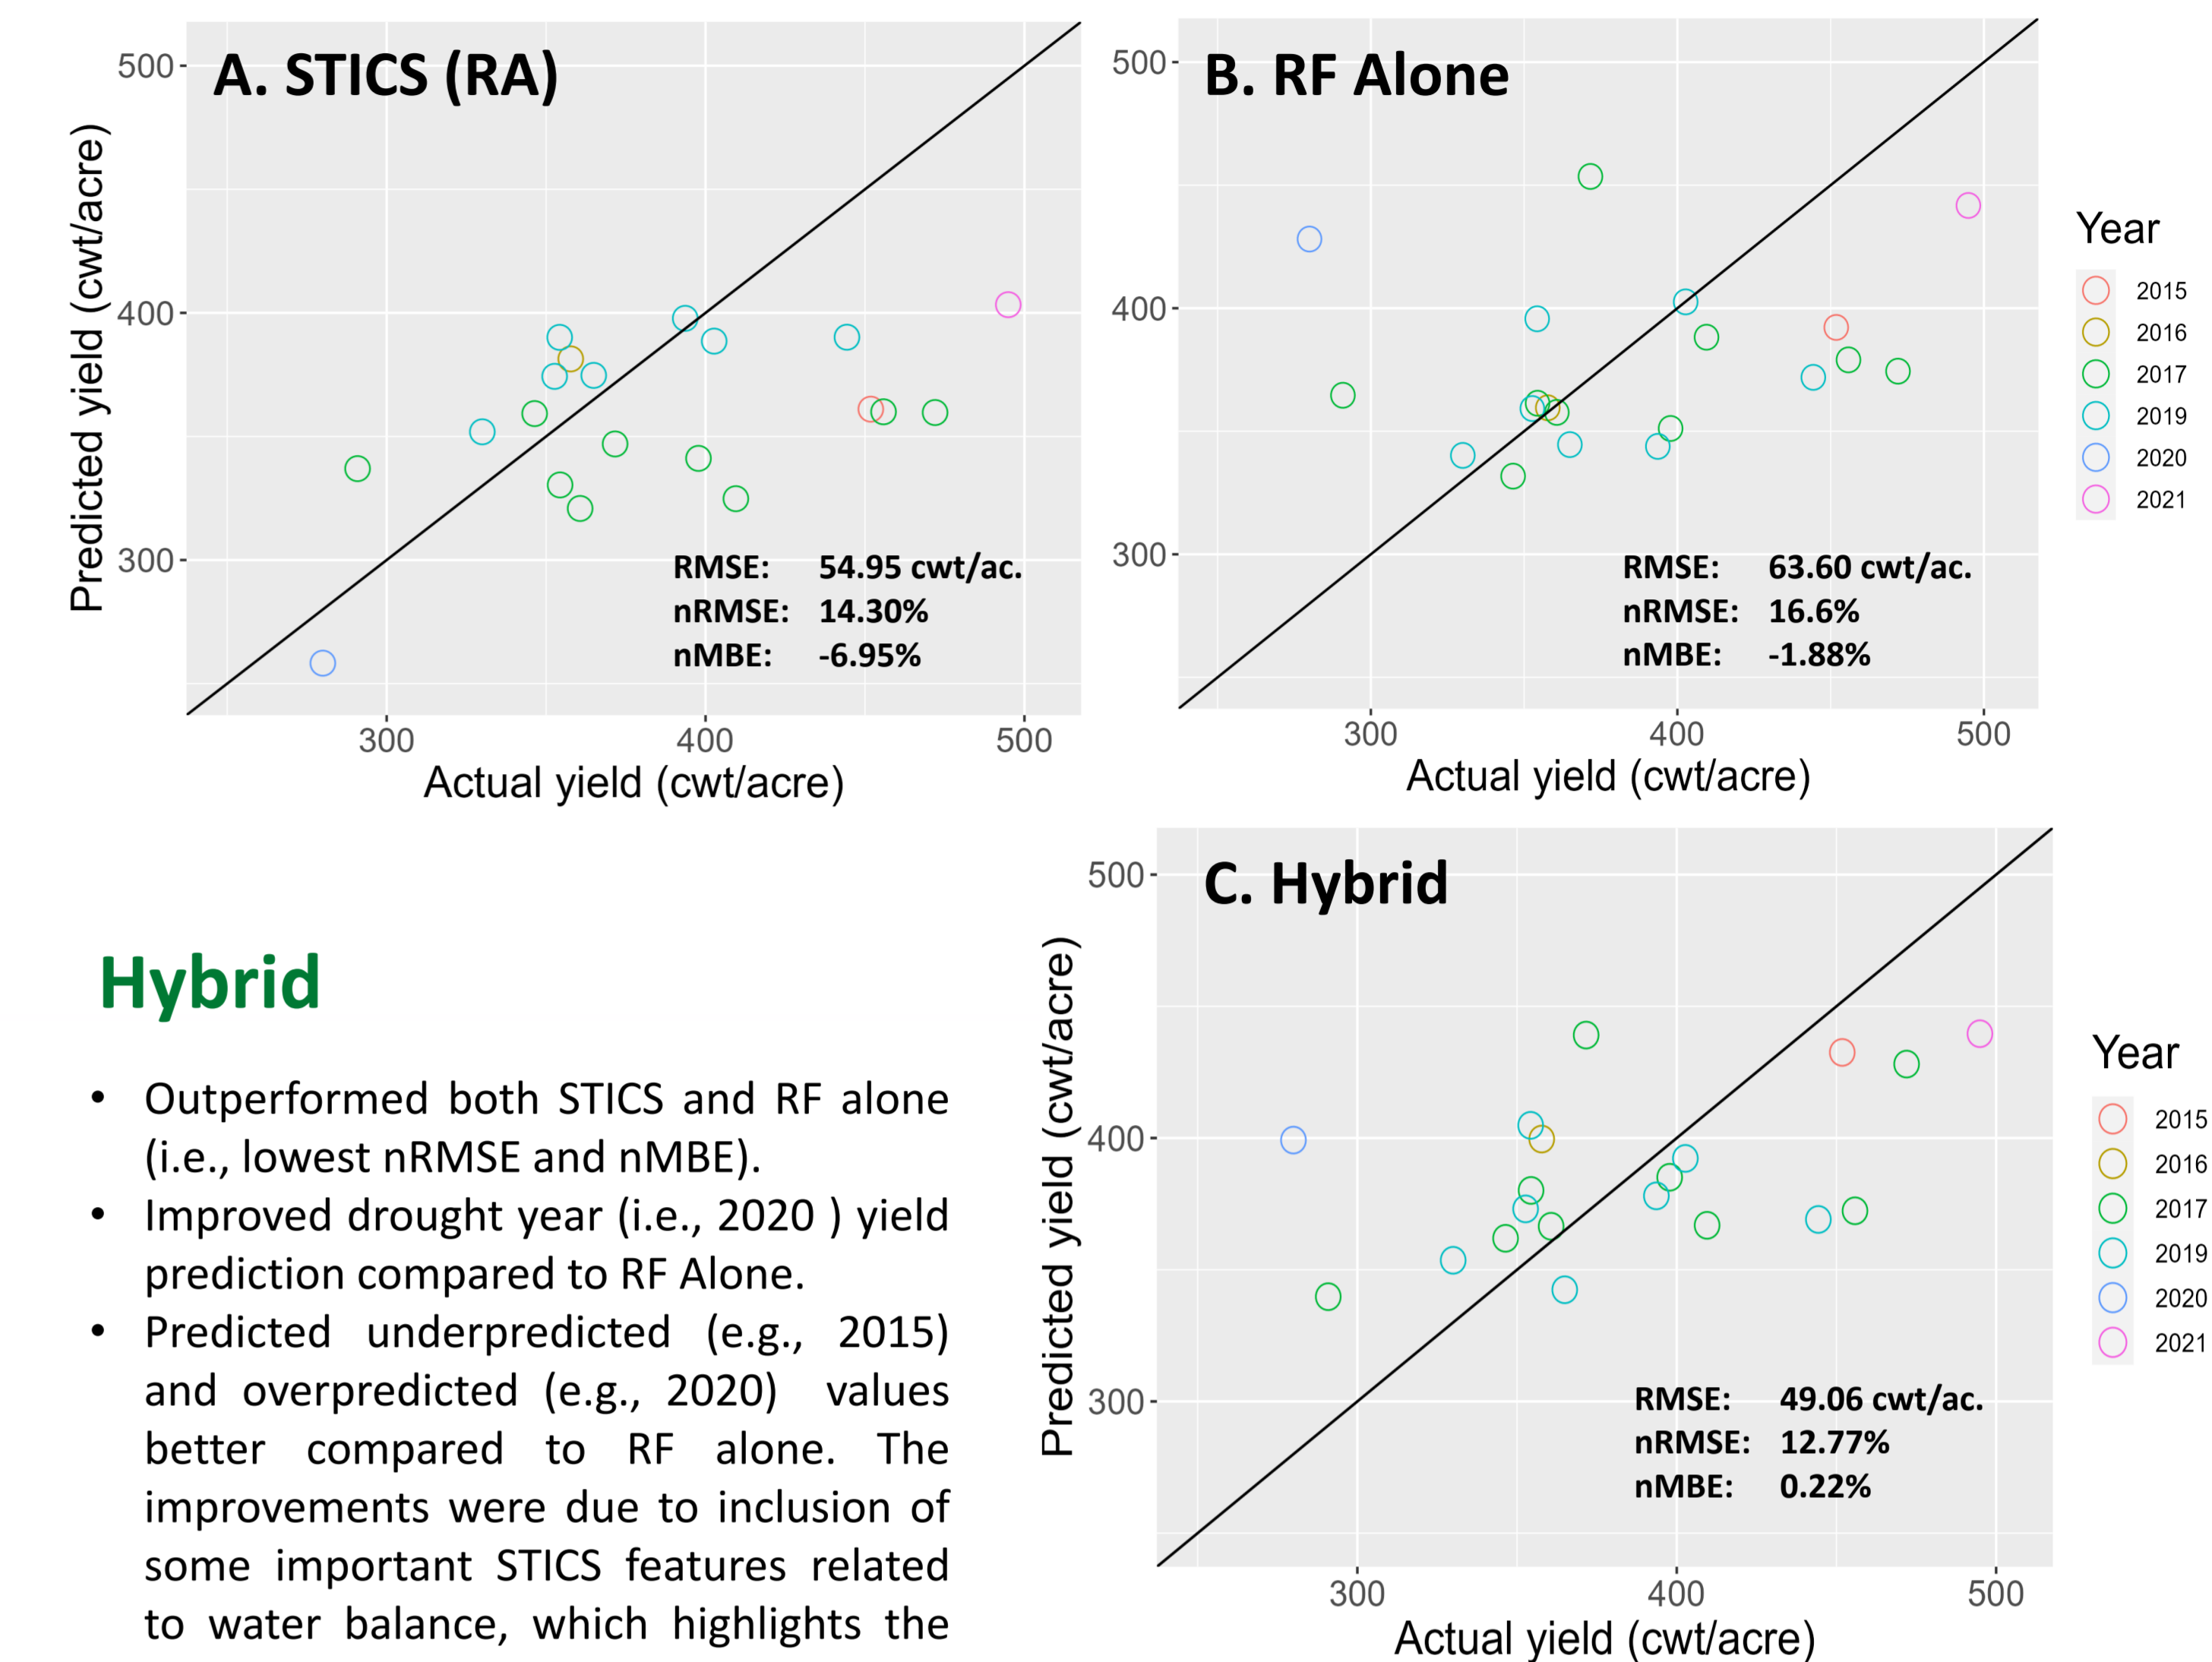 A. STICS (RA)
500
400
300
Predicted yield (cwt/acre)
RMSE: 54.95 cwt/ac.
nRMSE: 14.30%
nMBE: -6.95%
300 400 500
Actual yield (cwt/acre)
B. RF Alone
500
400
300
RMSE: 63.60 cwt/ac.
nRMSE: 16.6%
nMBE: -1.88%
300 400 500
Actual yield (cwt/acre)
Year
2015
2016
2017
2019
2020
2021
Hybrid
• Outperformed both STICS and RF alone
(i.e., lowest nRMSE and nMBE).
• Improved drought year (i.e., 2020 ) yield
prediction compared to RF Alone.
• Predicted underpredicted (e.g., 2015)
and overpredicted (e.g., 2020) values
better compared to RF alone. The
improvements were due to inclusion of
some important STICS features related
to water balance, which highlights the
C. Hybrid
500
400
300
Predicted yield (cwt/acre)
RMSE: 49.06 cwt/ac.
nRMSE: 12.77%
nMBE: 0.22%
300 400 500
Actual yield (cwt/acre)
Year
2015
2016
2017
2019
2020
2021